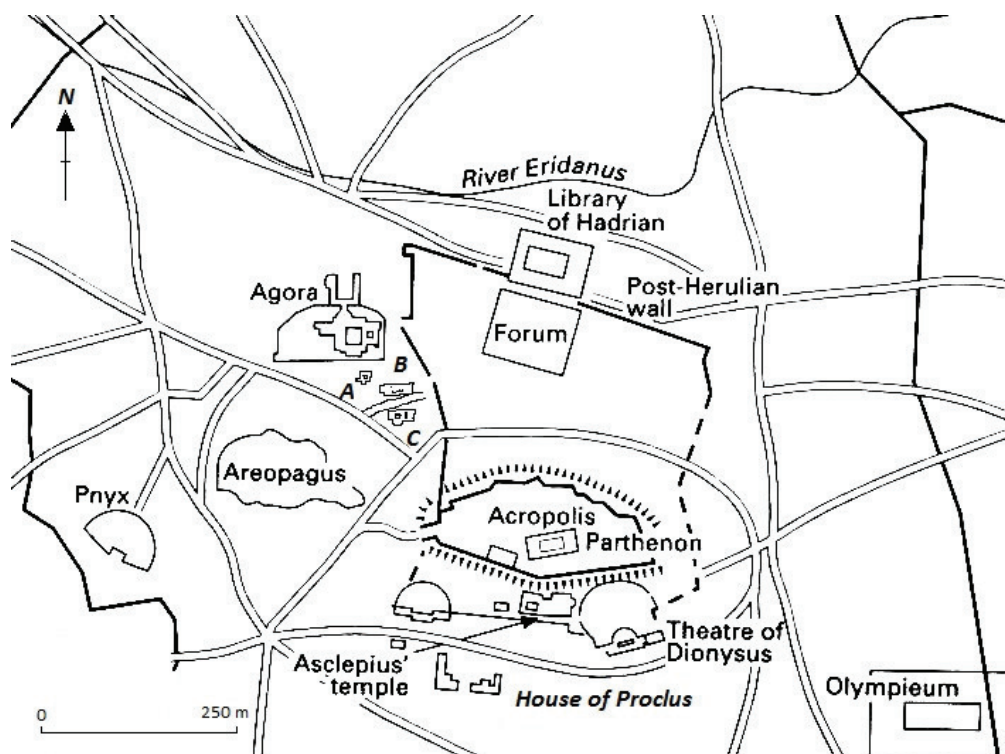 N
River Eridanus
Library
of Hadrian
Agora
Post-Herulian
wall
Forum
B
A
C
Areopagus
Pnyx
Acropolis
Parthenon
Theatre of
Dionysus
Asclepius'
temple
House of Proclus
Olympieum
0 250 m